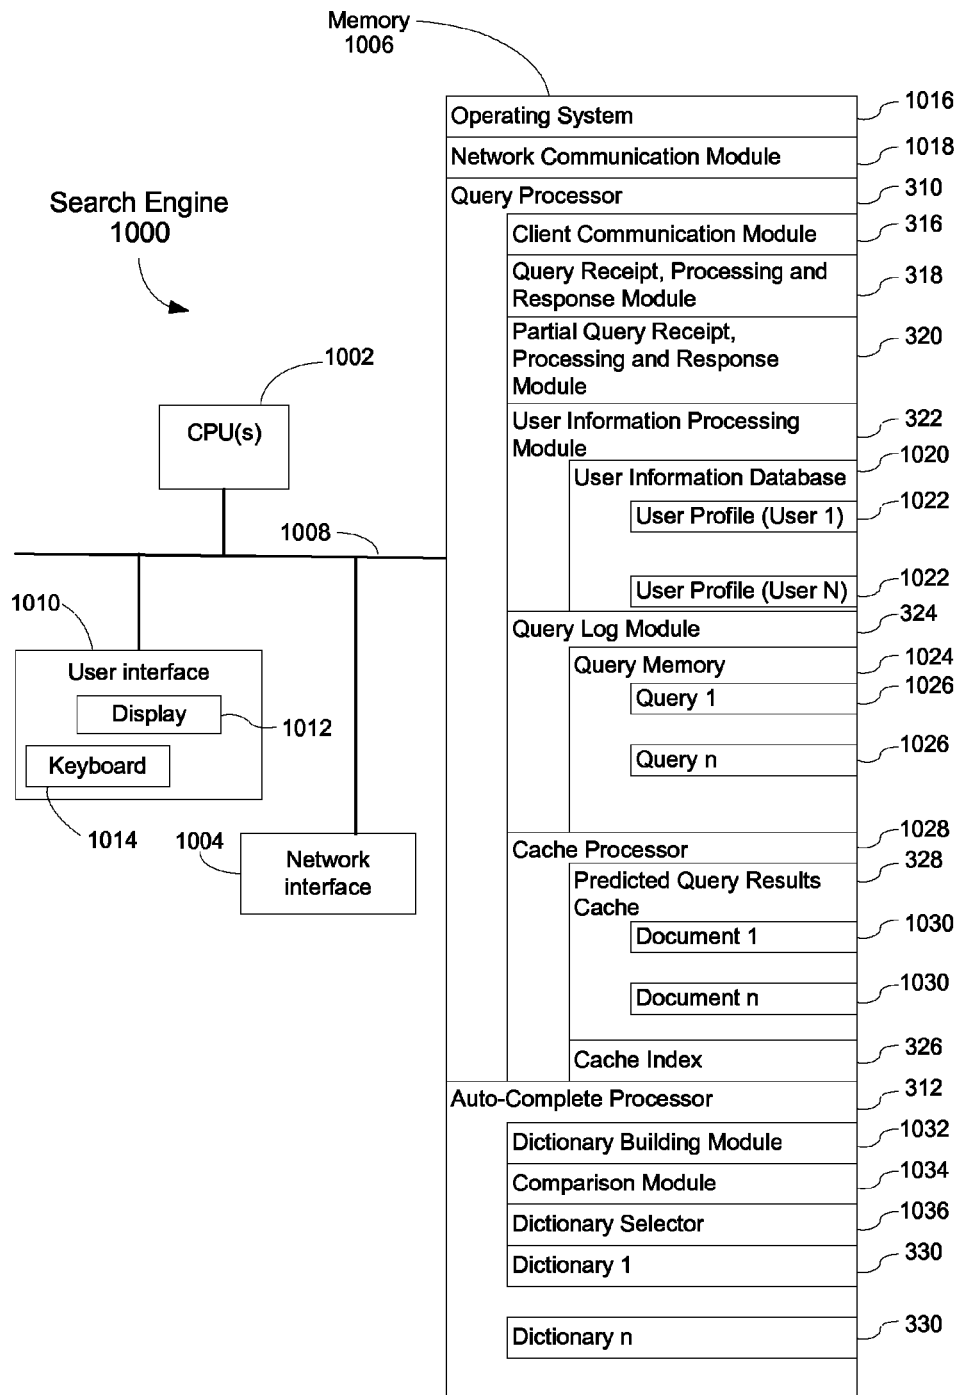 Memory
1006
Operating System
1016
Network Communication Module
1018
Query Processor
310
Search Engine
1000
Client Communication Module
316
Query Receipt, Processing and
Response Module
318
Partial Query Receipt,
Processing and Response
Module
320
1002
CPU(s)
User Information Processing
Module
322
User Information Database
1020
User Profile (User 1)
1022
1008
User Profile (User N)
1022
1010
Query Log Module
324
User interface
Query Memory
1024
Display
1012
Query 1
1026
Keyboard
1014
Query n
1026
1004
Network
interface
Cache Processor
1028
Predicted Query Results
Cache
328
Document 1
1030
Document n
1030
Cache Index
326
Auto-Complete Processor
312
Dictionary Building Module
1032
Comparison Module
1034
Dictionary Selector
1036
Dictionary 1
330
Dictionary n
330